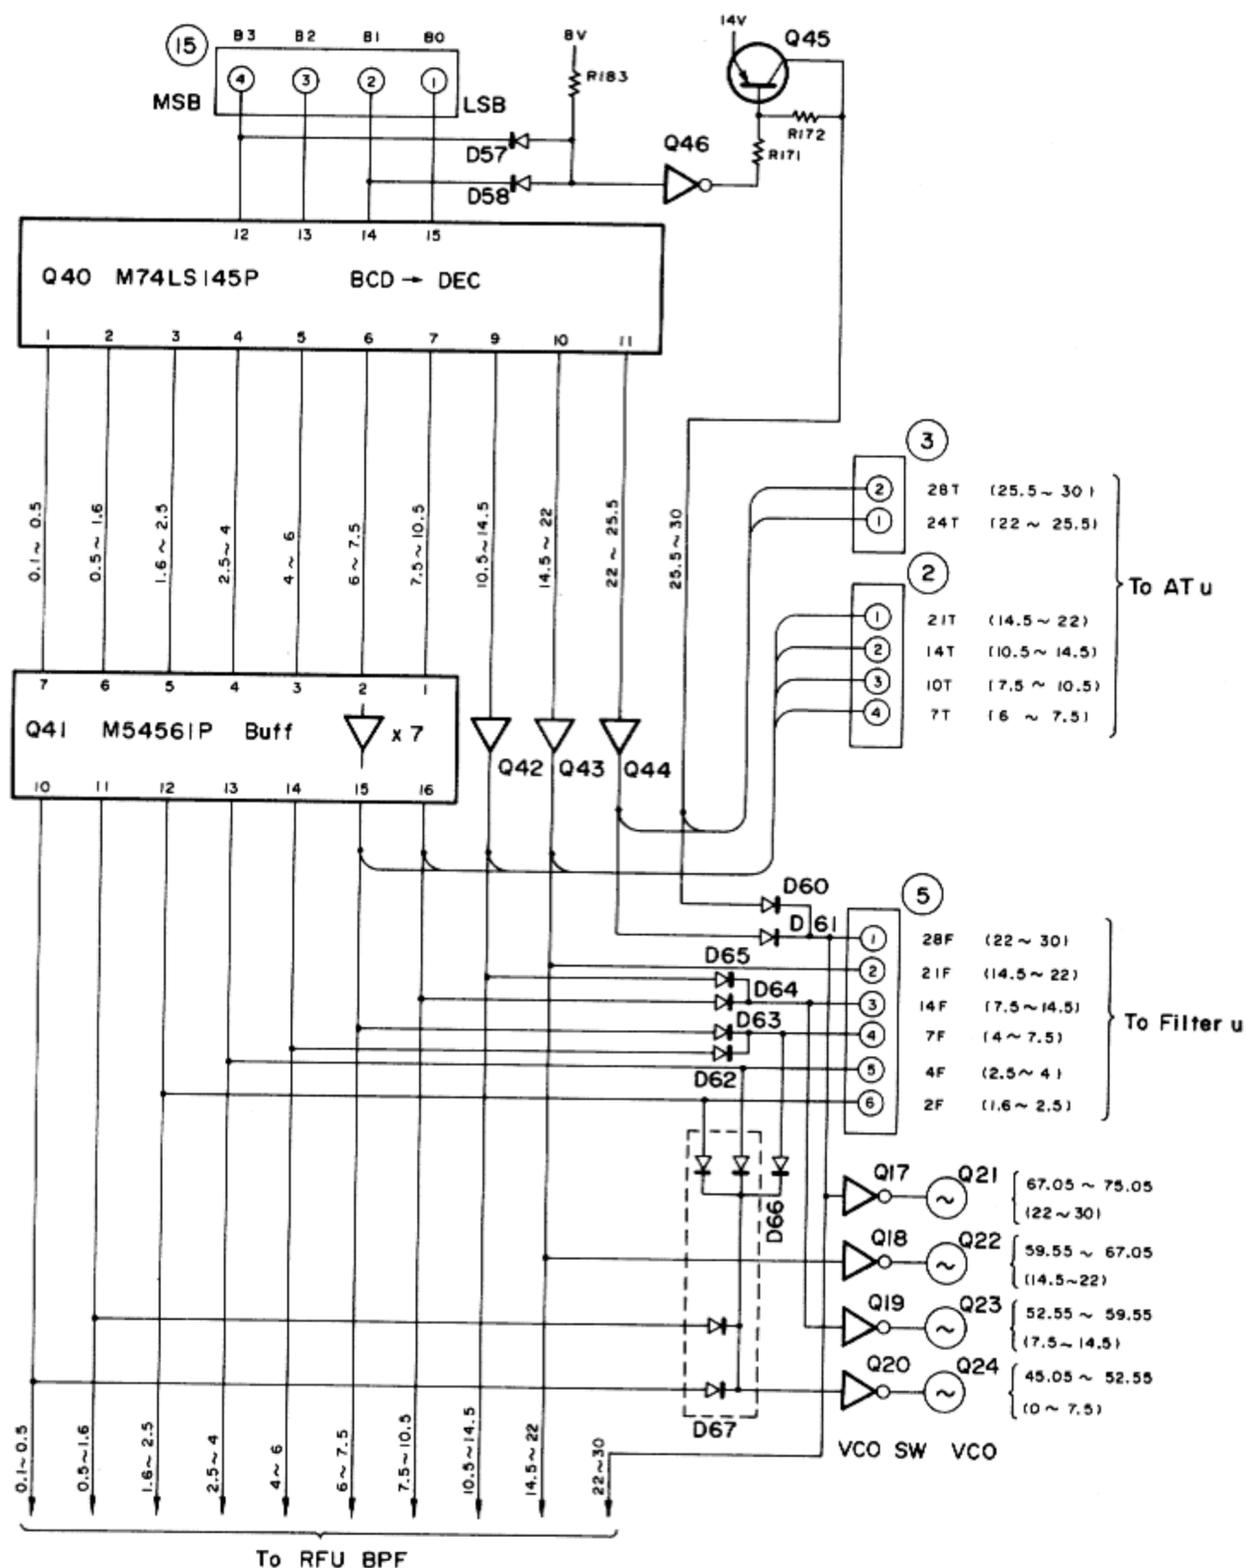 14V
Q45
15
B3 B2 B1 B0
8V
4 3 2 1
R183
MSB
LSB
R172
Q46
R171
D57
D58
12 13 14 15
Q40 M74LS145P BCD → DEC
1 2 3 4 5 6 7 9 10 11
0.1~0.5
0.5~1.6
1.6~2.5
2.5~4
4~6
6~7.5
7.5~10.5
10.5~14.5
14.5~22
22~25.5
25.5~30
3
2 28T (25.5~30)
1 24T (22~25.5)
2
To ATu
1 21T (14.5~22)
2 14T (10.5~14.5)
3 10T (7.5~10.5)
4 7T (6~7.5)
7 6 5 4 3 2 1
Q41 M54561P Buff x7
Q42 Q43 Q44
10 11 12 13 14 15 16
D60
5
D61
1 28F (22~30)
D65
2 21F (14.5~22)
D64
3 14F (7.5~14.5)
To Filter u
D63
4 7F (4~7.5)
D62
5 4F (2.5~4)
6 2F (1.6~2.5)
D66
Q17 Q21 67.05~75.05
(22~30)
Q18 Q22 59.55~67.05
(14.5~22)
Q19 Q23 52.55~59.55
(7.5~14.5)
Q20 Q24 45.05~52.55
(0~7.5)
D67
VCO SW VCO
0.1~0.5
0.5~1.6
1.6~2.5
2.5~4
4~6
6~7.5
7.5~10.5
10.5~14.5
14.5~22
22~30
To RFU BPF